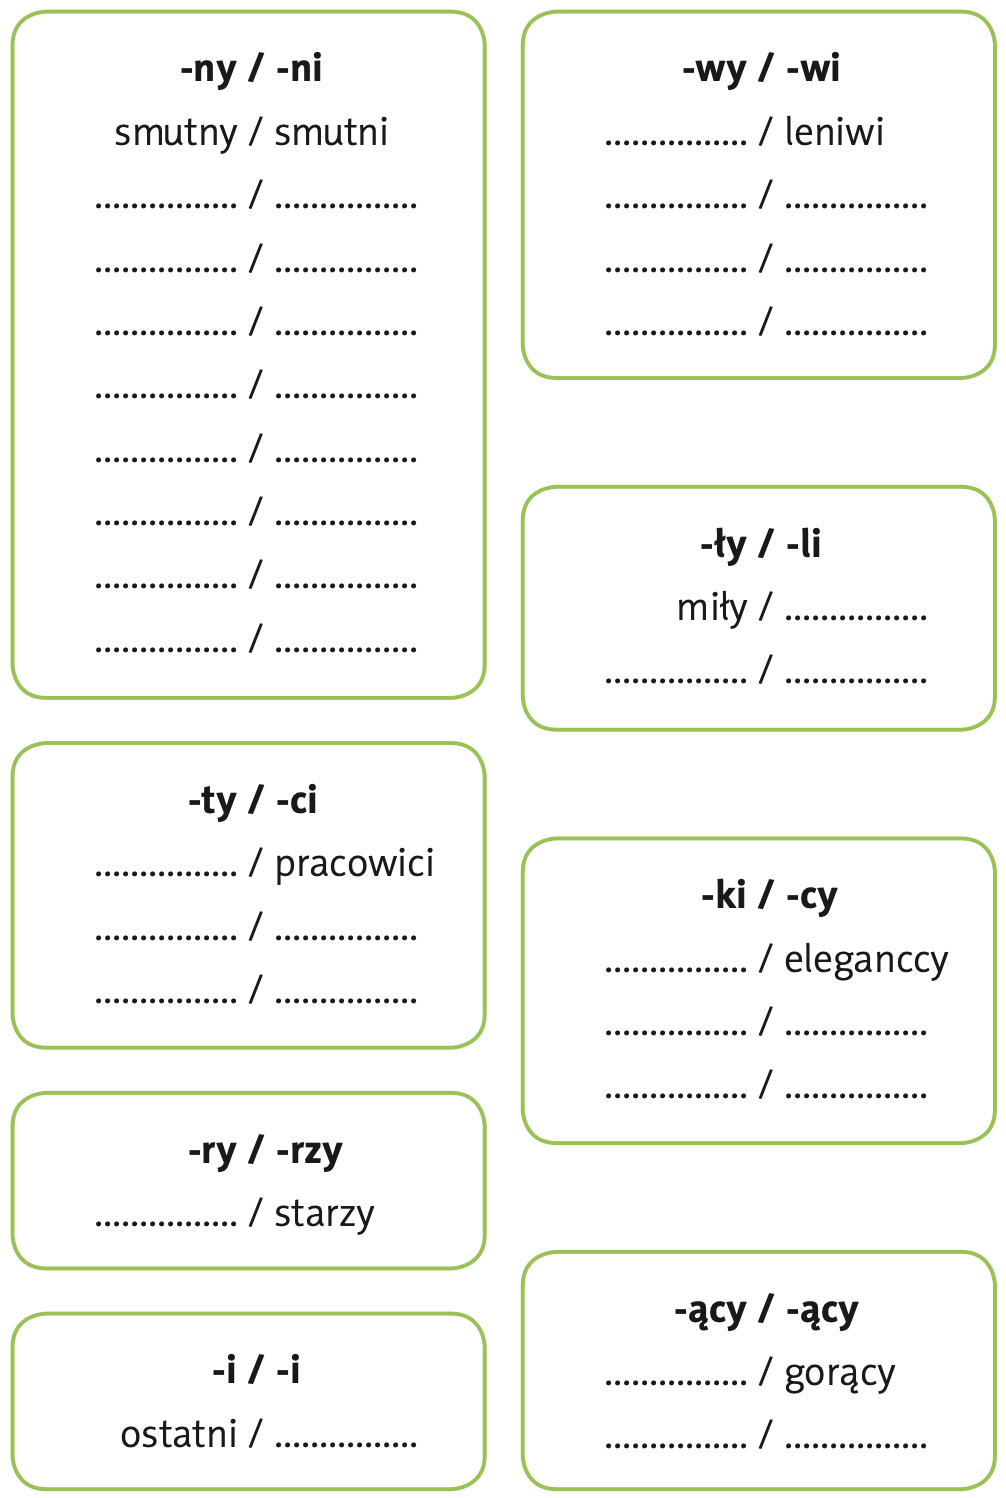 -ny / -ni
smutny / smutni
................ / ................
................ / ................
................ / ................
................ / ................
................ / ................
................ / ................
................ / ................
................ / ................
-ty / -ci
................ / pracowici
................ / ................
................ / ................
-ry / -rzy
................ / starzy
-i / -i
ostatni / ................
-wy / -wi
................ / leniwi
................ / ................
................ / ................
................ / ................
-ły / -li
miły / ................
................ / ................
-ki / -cy
................ / eleganccy
................ / ................
................ / ................
-ący / -ący
................ / gorący
................ / ................